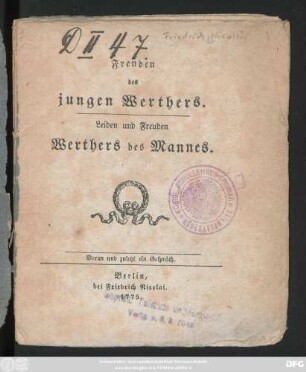 D II 47.
Freuden
des
jungen Werthers.
Leiden und Freuden
Werthers des Mannes.
Voran und zuletzt ein Gespräch.
Berlin,
bei Friedrich Nicolai.
1775.